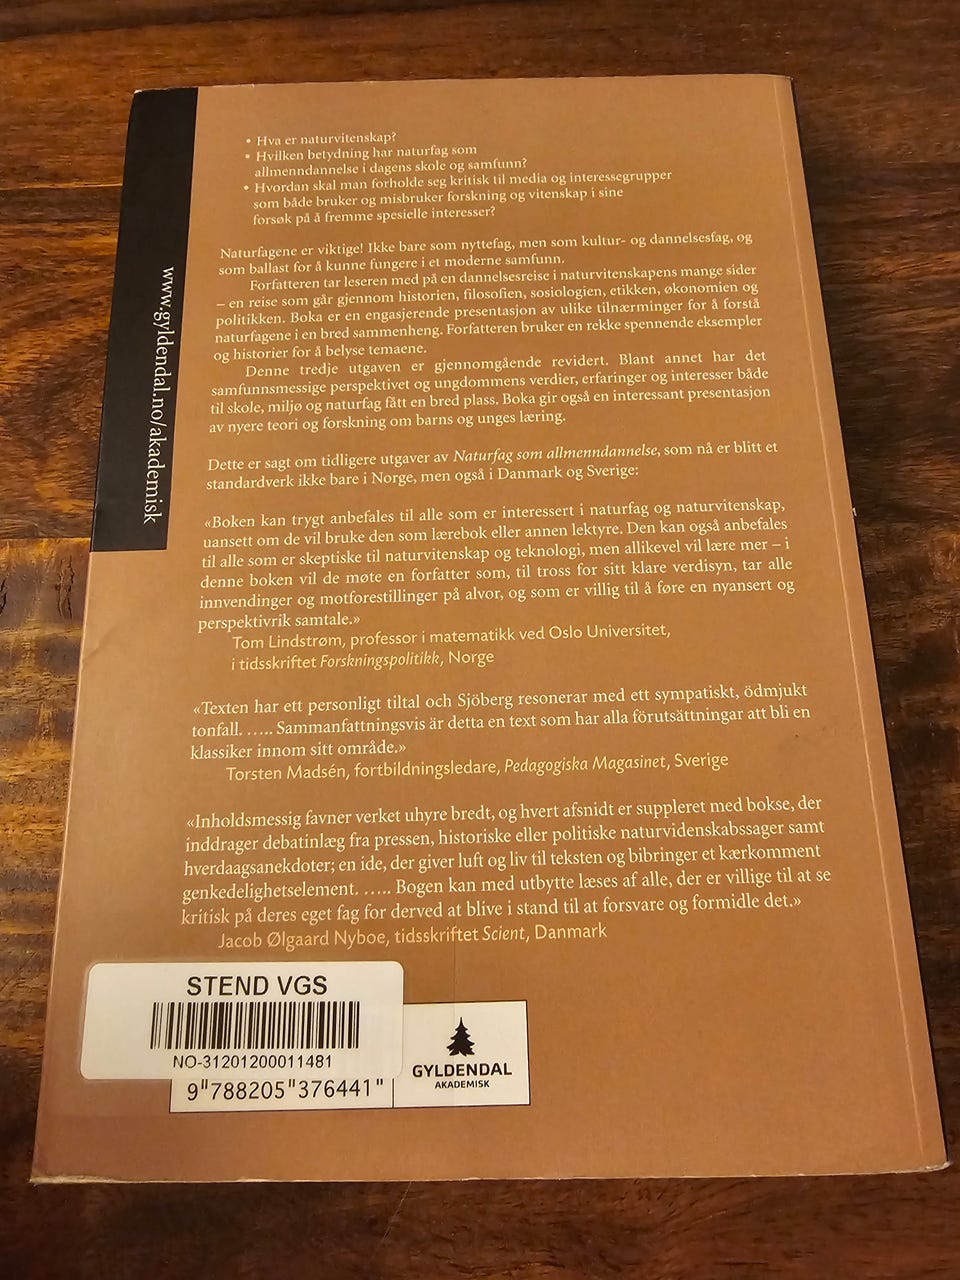 • Hva er naturvitenskap?
• Hvilken betydning har naturfag som
allmenndannelse i dagens skole og samfunn?
• Hvordan skal man forholde seg kritisk til media og interessegrupper
som både bruker og misbruker forskning og vitenskap i sine
forsøk på å fremme spesielle interesser?
Naturfagene er viktige! Ikke bare som nyttefag, men som kultur- og dannelsesfag, og
som ballast for å kunne fungere i et moderne samfunn.
Forfatteren tar leseren med på en dannelsesreise i naturvitenskapens mange sider
– en reise som går gjennom historien, filosofien, sosiologien, etikken, økonomien og
politikken. Boka er en engasjerende presentasjon av ulike tilnærminger for å forstå
naturfagene i en bred sammenheng. Forfatteren bruker en rekke spennende eksempler
og historier for å belyse temaene.
Denne tredje utgaven er gjennomgående revidert. Blant annet har det
samfunnsmessige perspektivet og ungdommens verdier, erfaringer og interesser både
til skole, miljø og naturfag fått en bred plass. Boka gir også en interessant presentasjon
av nyere teori og forskning om barns og unges læring.
Dette er sagt om tidligere utgaver av Naturfag som allmenndannelse, som nå er blitt et
standardverk ikke bare i Norge, men også i Danmark og Sverige:
«Boken kan trygt anbefales til alle som er interessert i naturfag og naturvitenskap,
uansett om de vil bruke den som lærebok eller annen lektyre. Den kan også anbefales
til alle som er skeptiske til naturvitenskap og teknologi, men allikevel vil lære mer – i
denne boken vil de møte en forfatter som, til tross for sitt klare verdisyn, tar alle
innvendinger og motforestillinger på alvor, og som er villig til å føre en nyansert og
perspektivrik samtale.»
Tom Lindstrøm, professor i matematikk ved Oslo Universitet,
i tidsskriftet Forskningspolitikk, Norge
«Texten har ett personligt tiltal och Sjöberg resonerar med ett sympatiskt, ödmjukt
tonfall. ….. Sammanfattningsvis är detta en text som har alla förutsättningar att bli en
klassiker innom sitt område.»
Torsten Madsén, fortbildningsledare, Pedagogiska Magasinet, Sverige
«Inholdsmessig favner verket uhyre bredt, og hvert afsnidt er suppleret med bokse, der
inddrager debatinlæg fra pressen, historiske eller politiske naturvidenskabssager samt
hverdaagsanekdoter; en ide, der giver luft og liv til teksten og bibringer et kærkomment
genkedelighetselement. ….. Bogen kan med utbytte læses af alle, der er villige til at se
kritisk på deres eget fag for derved at blive i stand til at forsvare og formidle det.»
Jacob Ølgaard Nyboe, tidsskriftet Scient, Danmark
www.gyldendal.no/akademisk
STEND VGS
NO-31201200011481
9"788205"376441"
GYLDENDAL
AKADEMISK